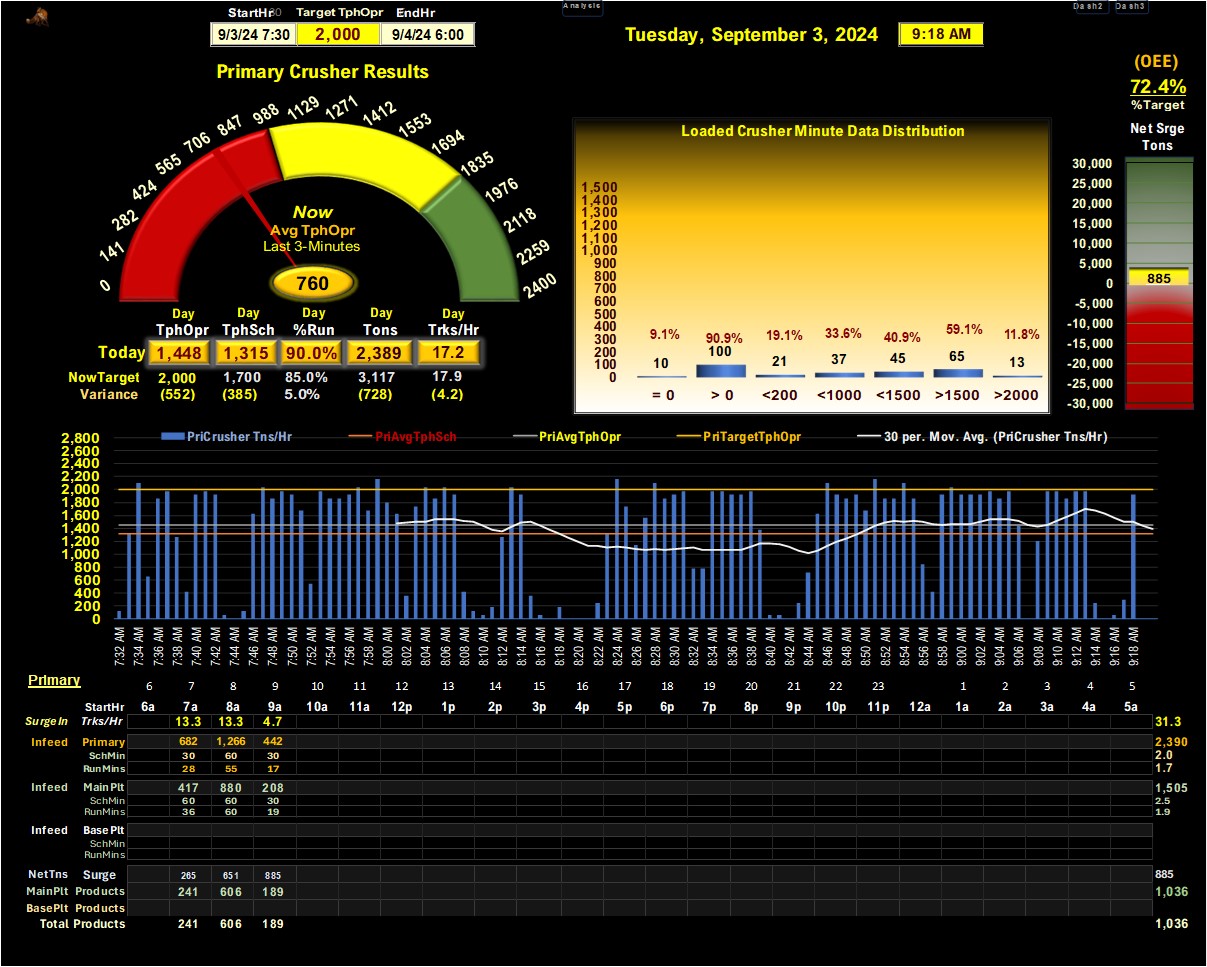 Analysis
Dash2 Dash3
StartHr30 Target TphOpr EndHr
9/3/24 7:30 2,000 9/4/24 6:00
Tuesday, September 3, 2024 9:18 AM
(OEE)
72.4%
%Target
Net Srge
Tons
30,000
25,000
20,000
15,000
10,000
5,000
0
-5,000
-10,000
-15,000
-20,000
-25,000
-30,000
885
Primary Crusher Results
0
141
282
424
565
706
847
988
1129
1271
1412
1553
1694
1835
1976
2118
2259
2400
Now
Avg TphOpr
Last 3-Minutes
760
Day Day Day Day Day
TphOpr TphSch %Run Tons Trks/Hr
Today 1,448 1,315 90.0% 2,389 17.2
NowTarget 2,000 1,700 85.0% 3,117 17.9
Variance (552) (385) 5.0% (728) (4.2)
Loaded Crusher Minute Data Distribution
1,500
1,400
1,300
1,200
1,100
1,000
900
800
700
600
500
400
300
200
100
0
9.1% 90.9% 19.1% 33.6% 40.9% 59.1% 11.8%
10 100 21 37 45 65 13
= 0 > 0 <200 <1000 <1500 >1500 >2000
PriCrusher Tns/Hr PriAvgTphSch PriAvgTphOpr PriTargetTphOpr 30 per. Mov. Avg. (PriCrusher Tns/Hr)
2,800
2,600
2,400
2,200
2,000
1,800
1,600
1,400
1,200
1,000
800
600
400
200
0
7:32 AM 7:34 AM 7:36 AM 7:38 AM 7:40 AM 7:42 AM 7:44 AM 7:46 AM 7:48 AM 7:50 AM 7:52 AM 7:54 AM 7:56 AM 7:58 AM 8:00 AM 8:02 AM 8:04 AM 8:06 AM 8:08 AM 8:10 AM 8:12 AM 8:14 AM 8:16 AM 8:18 AM 8:20 AM 8:22 AM 8:24 AM 8:26 AM 8:28 AM 8:30 AM 8:32 AM 8:34 AM 8:36 AM 8:38 AM 8:40 AM 8:42 AM 8:44 AM 8:46 AM 8:48 AM 8:50 AM 8:52 AM 8:54 AM 8:56 AM 8:58 AM 9:00 AM 9:02 AM 9:04 AM 9:06 AM 9:08 AM 9:10 AM 9:12 AM 9:14 AM 9:16 AM 9:18 AM
Primary
6 7 8 9 10 11 12 13 14 15 16 17 18 19 20 21 22 23 1 2 3 4 5
StartHr 6a 7a 8a 9a 10a 11a 12p 1p 2p 3p 4p 5p 6p 7p 8p 9p 10p 11p 12a 1a 2a 3a 4a 5a
Surge In Trks/Hr 13.3 13.3 4.7 31.3
Infeed Primary 682 1,266 442 2,390
SchMin 30 60 30 2.0
RunMins 28 55 17 1.7
Infeed Main Plt 417 880 208 1,505
SchMin 60 60 30 2.5
RunMins 36 60 19 1.9
Infeed Base Plt
SchMin
RunMins
NetTns Surge 265 651 885 885
MainPlt Products 241 606 189 1,036
BasePlt Products
Total Products 241 606 189 1,036